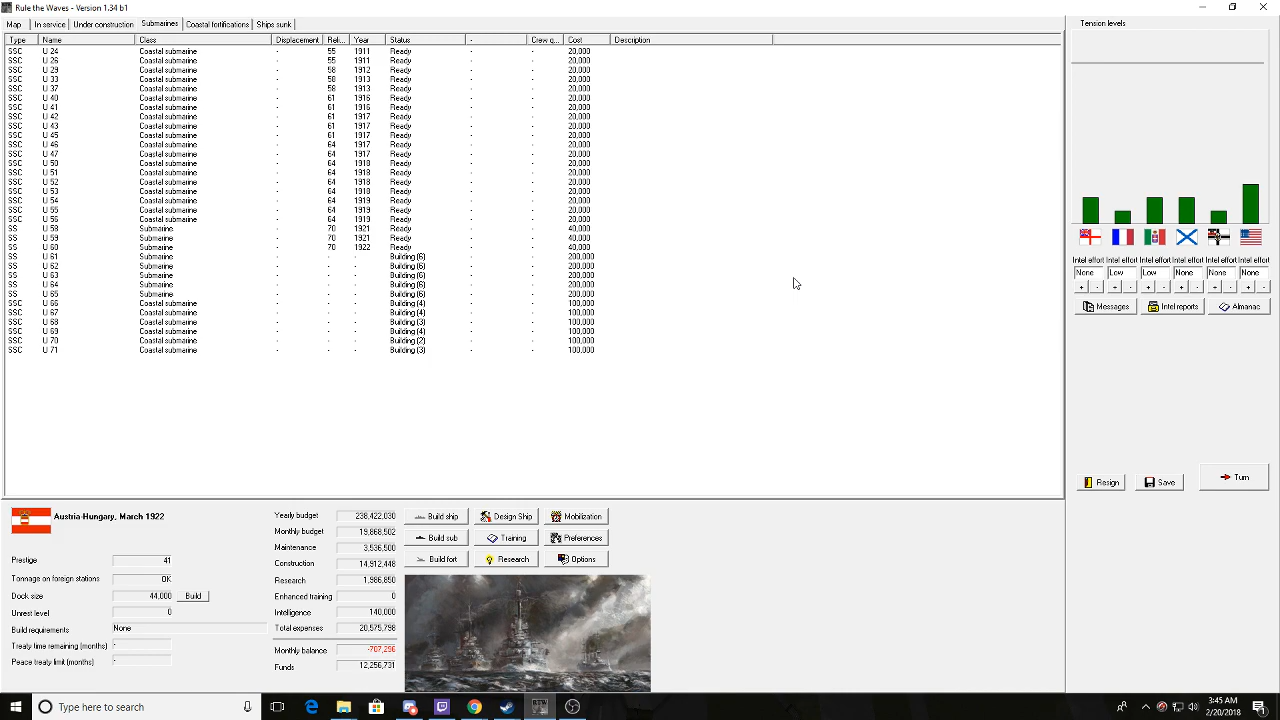 Rule the Waves - Version 1.34 b1
Map In service Under construction Submarines Coastal fortifications Ships sunk
Type Name Class Displacement Reli... Year Status - Crew q... Cost Description
SSC U 24 Coastal submarine - 55 1911 Ready - - 20,000
SSC U 26 Coastal submarine - 55 1911 Ready - - 20,000
SSC U 29 Coastal submarine - 58 1912 Ready - - 20,000
SSC U 33 Coastal submarine - 58 1913 Ready - - 20,000
SSC U 37 Coastal submarine - 58 1913 Ready - - 20,000
SSC U 40 Coastal submarine - 61 1916 Ready - - 20,000
SSC U 41 Coastal submarine - 61 1916 Ready - - 20,000
SSC U 42 Coastal submarine - 61 1917 Ready - - 20,000
SSC U 43 Coastal submarine - 61 1917 Ready - - 20,000
SSC U 45 Coastal submarine - 61 1917 Ready - - 20,000
SSC U 46 Coastal submarine - 64 1917 Ready - - 20,000
SSC U 47 Coastal submarine - 64 1917 Ready - - 20,000
SSC U 50 Coastal submarine - 64 1918 Ready - - 20,000
SSC U 51 Coastal submarine - 64 1918 Ready - - 20,000
SSC U 52 Coastal submarine - 64 1918 Ready - - 20,000
SSC U 53 Coastal submarine - 64 1918 Ready - - 20,000
SSC U 54 Coastal submarine - 64 1919 Ready - - 20,000
SSC U 55 Coastal submarine - 64 1919 Ready - - 20,000
SSC U 56 Coastal submarine - 64 1919 Ready - - 20,000
SS U 58 Submarine - 70 1921 Ready - - 40,000
SS U 59 Submarine - 70 1921 Ready - - 40,000
SS U 60 Submarine - 70 1922 Ready - - 40,000
SS U 61 Submarine - - - Building (6) - - 200,000
SS U 62 Submarine - - - Building (6) - - 200,000
SS U 63 Submarine - - - Building (6) - - 200,000
SS U 64 Submarine - - - Building (6) - - 200,000
SS U 65 Submarine - - - Building (6) - - 200,000
SSC U 66 Coastal submarine - - - Building (4) - - 100,000
SSC U 67 Coastal submarine - - - Building (4) - - 100,000
SSC U 68 Coastal submarine - - - Building (3) - - 100,000
SSC U 69 Coastal submarine - - - Building (4) - - 100,000
SSC U 70 Coastal submarine - - - Building (2) - - 100,000
SSC U 71 Coastal submarine - - - Building (3) - - 100,000
Tension levels
Intel effort Intel effort Intel effort Intel effort Intel effort Intel effort
None Low Low None None None
+ - + - + - + - + - + -
Messages Intel reports Almanac
Resign Save Turn
Austria-Hungary, March 1922
Prestige 41
Tonnage on foreign stations OK
Dock size 44,000 Build
Unrest level 0
Build requirements None
Treaty time remaining (months) -
Peace treaty limit (months) -
Yearly budget 238,422,030
Monthly budget 19,868,502
Maintenance 3,536,500
Construction 14,912,448
Research 1,986,850
Enhanced training 0
Intelligence 140,000
Total expenses 20,575,798
Monthly balance -707,296
Funds 12,256,731
Build ship Design Ship Mobilization
Build sub Training Preferences
Build fort Research Options
Type here to search
3:45 AM
2/20/2018